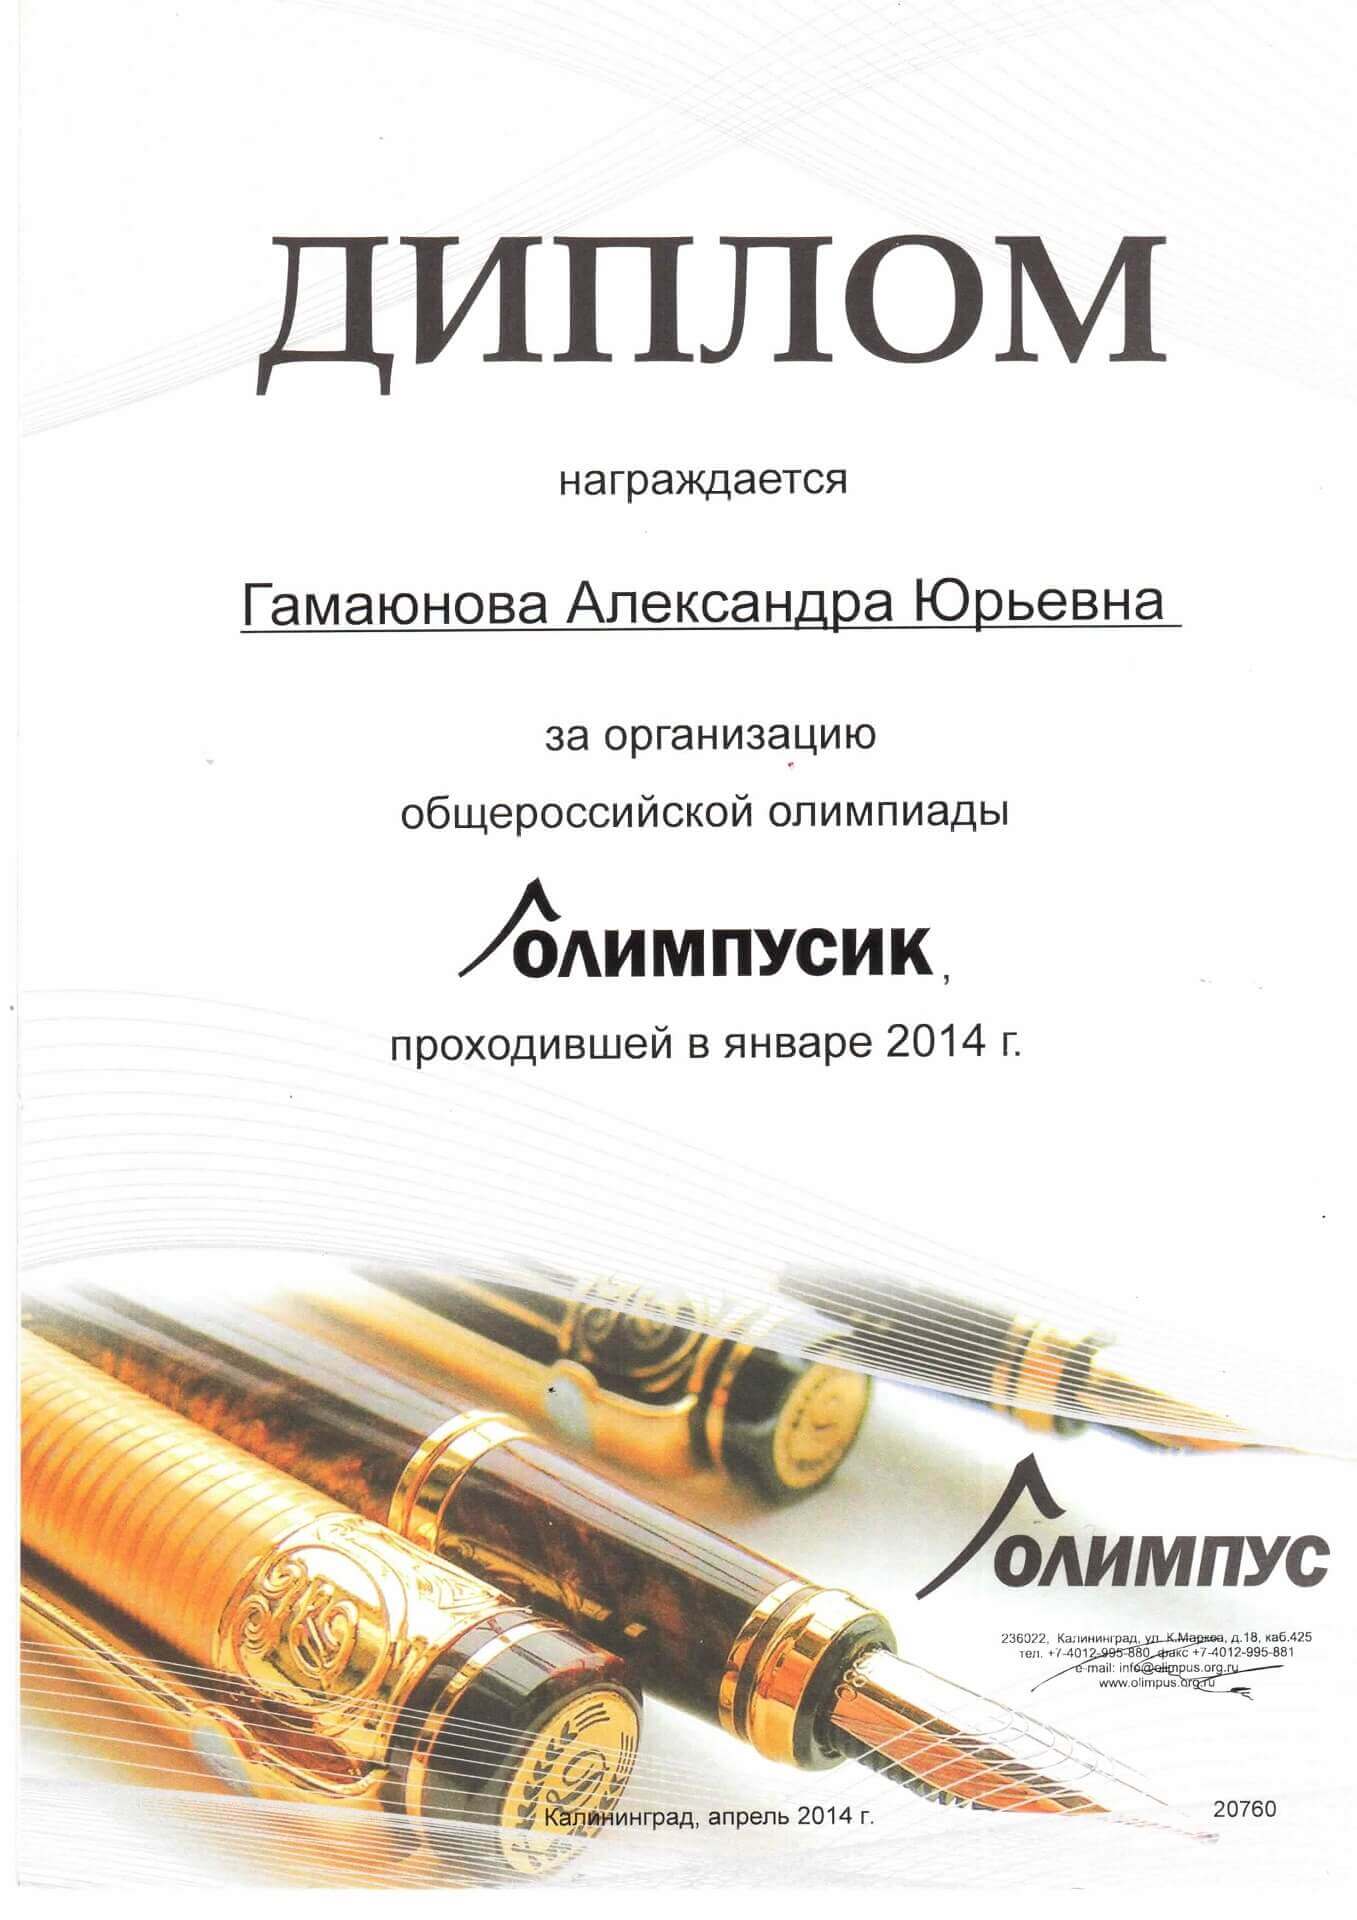 ДИПЛОМ
награждается
Гамаюнова Александра Юрьевна
за организацию
общероссийской олимпиады
ОЛИМПУСИК,
проходившей в январе 2014 г.
ОЛИМПУС
236022, Калининград, ул. К.Маркса, д.18, каб.425
тел. +7-4012-995-880, факс +7-4012-995-881
e-mail: info@olimpus.org.ru
www.olimpus.org.ru
Калининград, апрель 2014 г.
20760